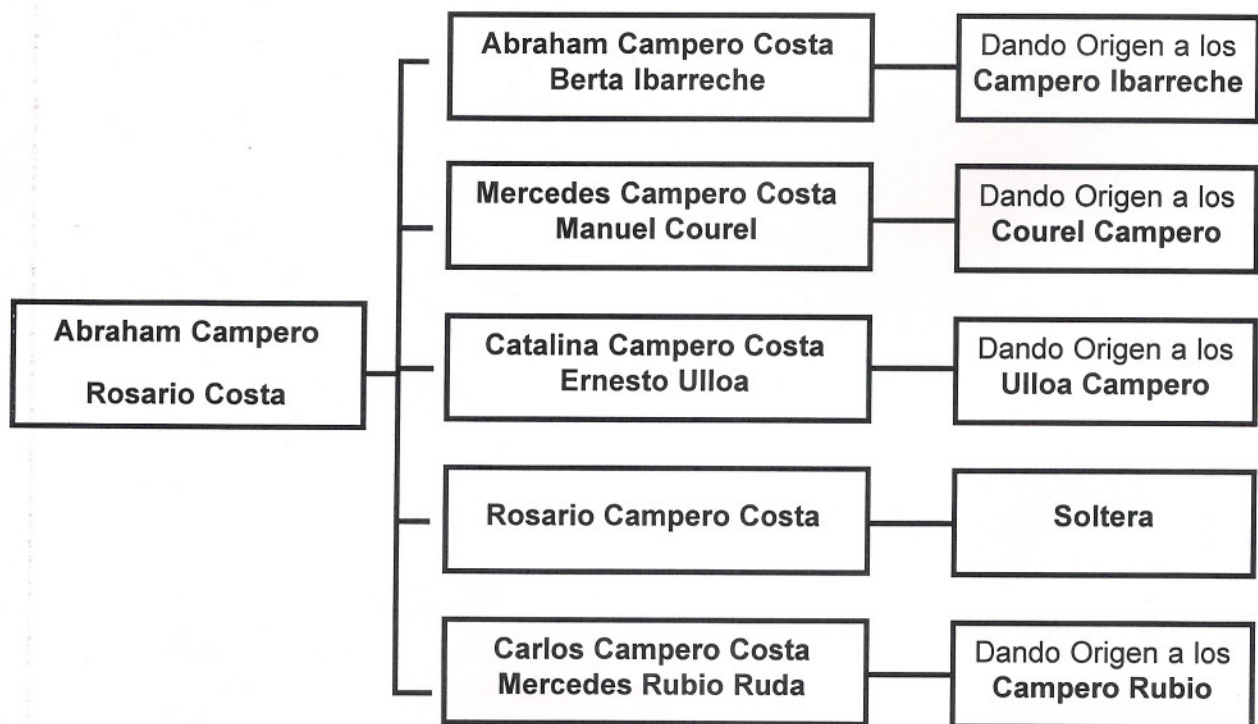 Abraham Campero
Rosario Costa
Abraham Campero Costa
Berta Ibarreche
Dando Origen a los
Campero Ibarreche
Mercedes Campero Costa
Manuel Courel
Dando Origen a los
Courel Campero
Catalina Campero Costa
Ernesto Ulloa
Dando Origen a los
Ulloa Campero
Rosario Campero Costa
Soltera
Carlos Campero Costa
Mercedes Rubio Ruda
Dando Origen a los
Campero Rubio